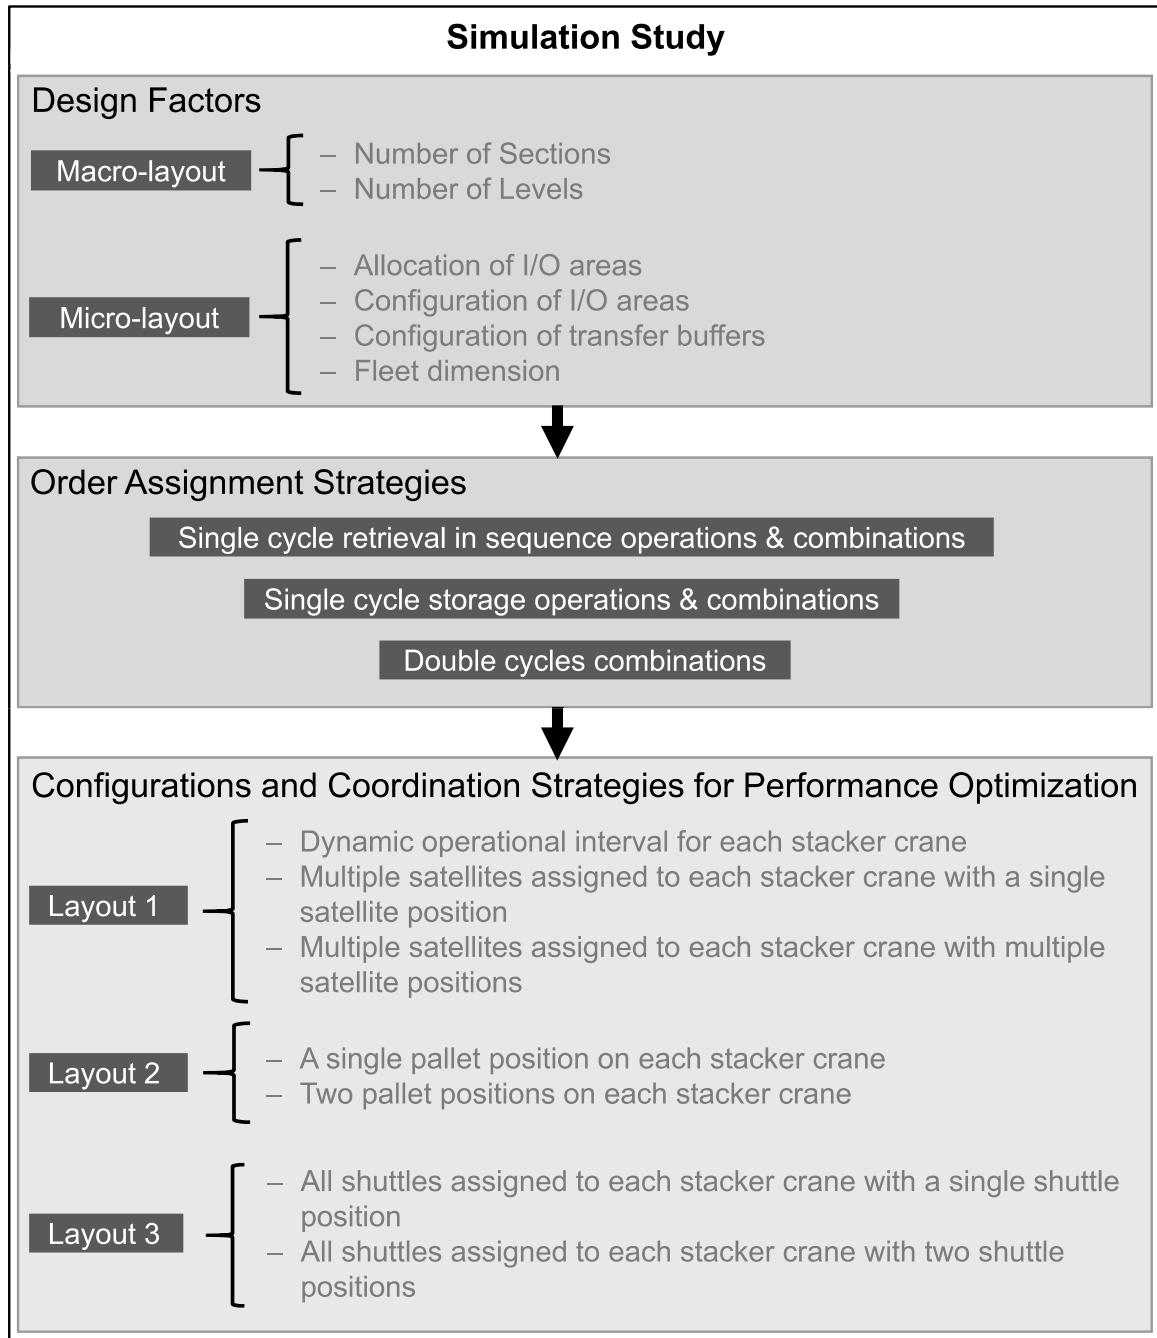 Simulation Study
Design Factors
Macro-layout
– Number of Sections
– Number of Levels
Micro-layout
– Allocation of I/O areas
– Configuration of I/O areas
– Configuration of transfer buffers
– Fleet dimension
Order Assignment Strategies
Single cycle retrieval in sequence operations & combinations
Single cycle storage operations & combinations
Double cycles combinations
Configurations and Coordination Strategies for Performance Optimization
Layout 1
– Dynamic operational interval for each stacker crane
– Multiple satellites assigned to each stacker crane with a single
satellite position
– Multiple satellites assigned to each stacker crane with multiple
satellite positions
Layout 2
– A single pallet position on each stacker crane
– Two pallet positions on each stacker crane
Layout 3
– All shuttles assigned to each stacker crane with a single shuttle
position
– All shuttles assigned to each stacker crane with two shuttle
positions